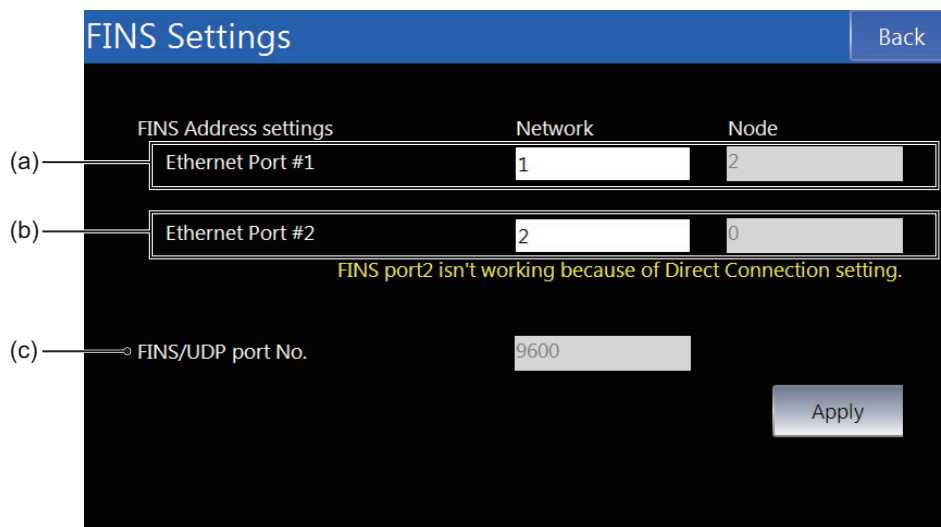 FINS Settings Back
FINS Address settings Network Node
(a) Ethernet Port #1 1 2
(b) Ethernet Port #2 2 0
FINS port2 isn't working because of Direct Connection setting.
(c) FINS/UDP port No. 9600
Apply